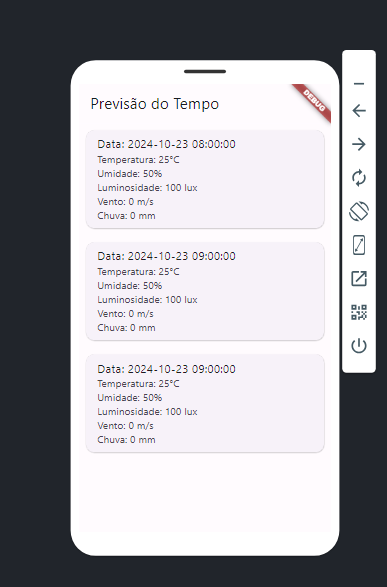 DEBUG
Previsão do Tempo
Data: 2024-10-23 08:00:00
Temperatura: 25°C
Umidade: 50%
Luminosidade: 100 lux
Vento: 0 m/s
Chuva: 0 mm
Data: 2024-10-23 09:00:00
Temperatura: 25°C
Umidade: 50%
Luminosidade: 100 lux
Vento: 0 m/s
Chuva: 0 mm
Data: 2024-10-23 09:00:00
Temperatura: 25°C
Umidade: 50%
Luminosidade: 100 lux
Vento: 0 m/s
Chuva: 0 mm